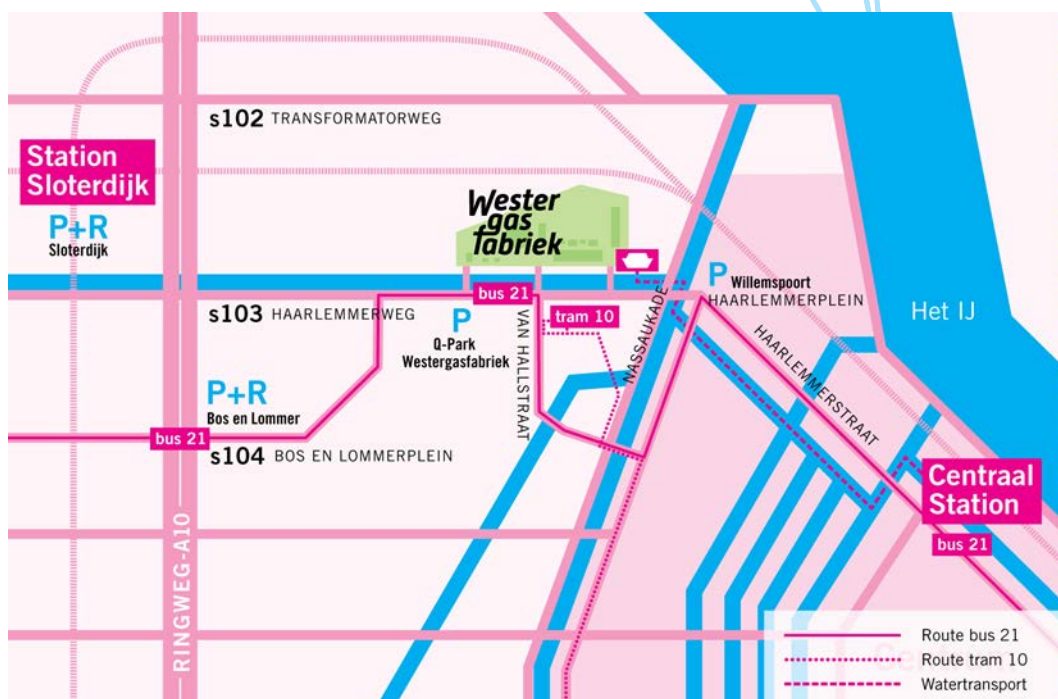 s102 TRANSFORMATORWEG
Station
Sloterdijk
P+R
Sloterdijk
Wester
gas
fabriek
P Willemspoort
HAARLEMMERPLEIN
bus 21
s103 HAARLEMMERWEG
P
Q-Park
Westergasfabriek
VAN HALLSTRAAT
tram 10
NASSAUKADE
Het IJ
HAARLEMMERSTRAAT
P+R
Bos en Lommer
bus 21
s104 BOS EN LOMMERPLEIN
Centraal
Station
bus 21
RINGWEG-A10
Route bus 21
Route tram 10
Watertransport